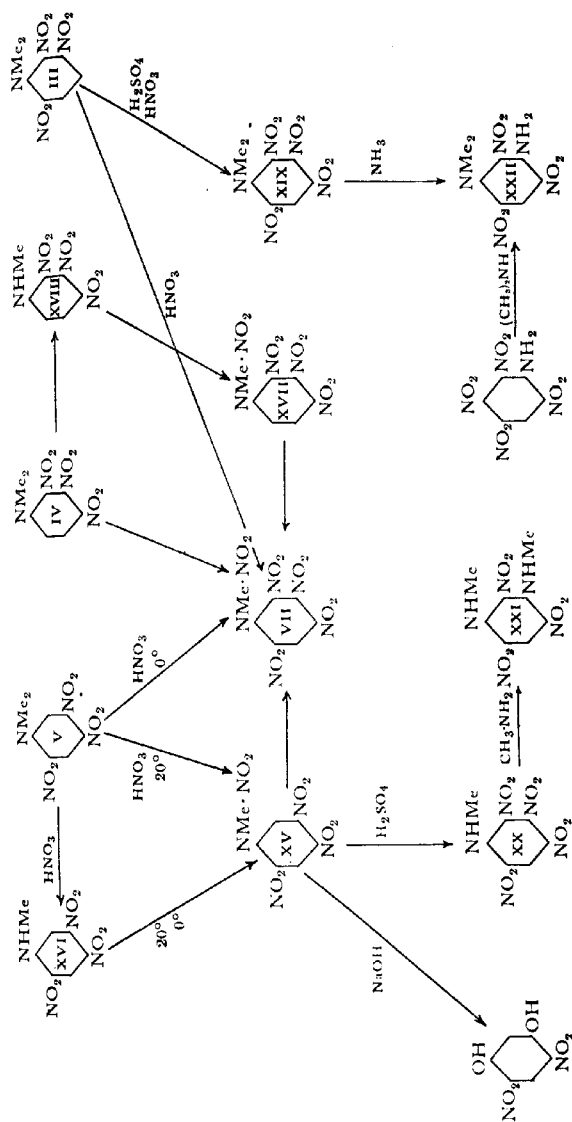 NHMe
NO₂
XVI
NO₂
NO₂
HNO₃
NMe₂
NO₂
V
NO₂
NO₂
NMe₂
IV
NO₂
NO₂
NO₂
NHMe
XVIII
NO₂
NO₂
NO₂
NMe₂
NO₂
III
NO₂
NO₂
20°
0°
HNO₃
20°
HNO₃
0°
HNO₃
H₂SO₄
HNO₃
NMe·NO₂
NO₂
XV
NO₂
NO₂
NMe·NO₂
NO₂
VII
NO₂
NO₂
NO₂
NMe·NO₂
XVII
NO₂
NO₂
NO₂
NMe₂
NO₂
XIX
NO₂
NO₂
NO₂
NaOH
H₂SO₄
NH₃
OH
NO₂
OH
NO₂
NHMe
NO₂
XX
NO₂
NO₂
NO₂
CH₃·NH₂
NHMe
NO₂
XXI
NO₂
NHMe
NO₂
NO₂
NO₂
NO₂
NH₂
NO₂
(CH₃)₂NH
NMe₂
NO₂
XXII
NO₂
NH₂
NO₂